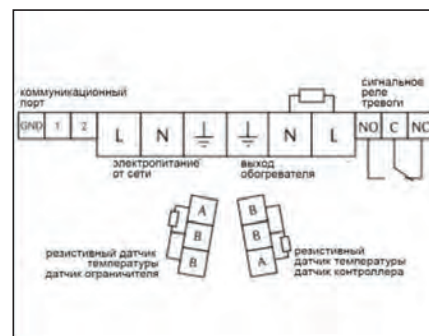 коммуникационный
порт
сигнальное
реле
тревоги
GND 1 2 L N N L NO C NC
электропитание
от сети
выход
обогревателя
A
B
B
B
B
A
резистивный датчик
температуры
датчик ограничителя
резистивный
датчик температуры
датчик контроллера